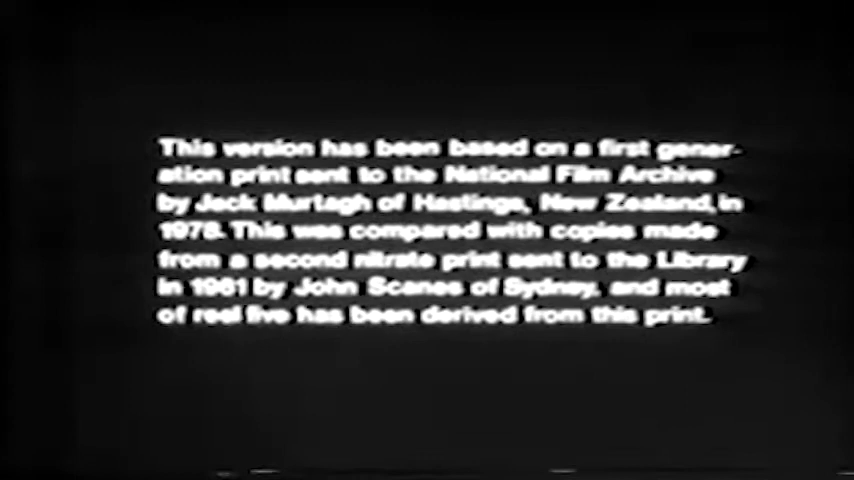 This version has been based on a first gener-
ation print sent to the National Film Archive
by Jack Murtagh of Hastings, New Zealand, in
1978. This was compared with copies made
from a second nitrate print sent to the Library
in 1981 by John Scanes of Sydney, and most
of reel five has been derived from this print.